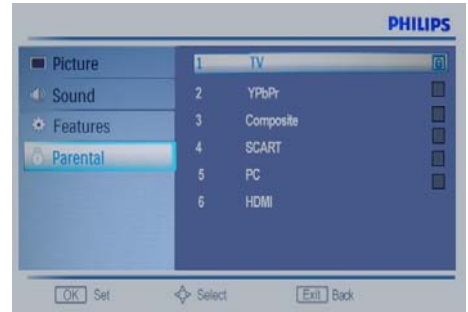 PHILIPS
Picture
Sound
Features
Parental
1 TV
2 YPbPr
3 Composite
4 SCART
5 PC
6 HDMI
OK Set Select Exit Back